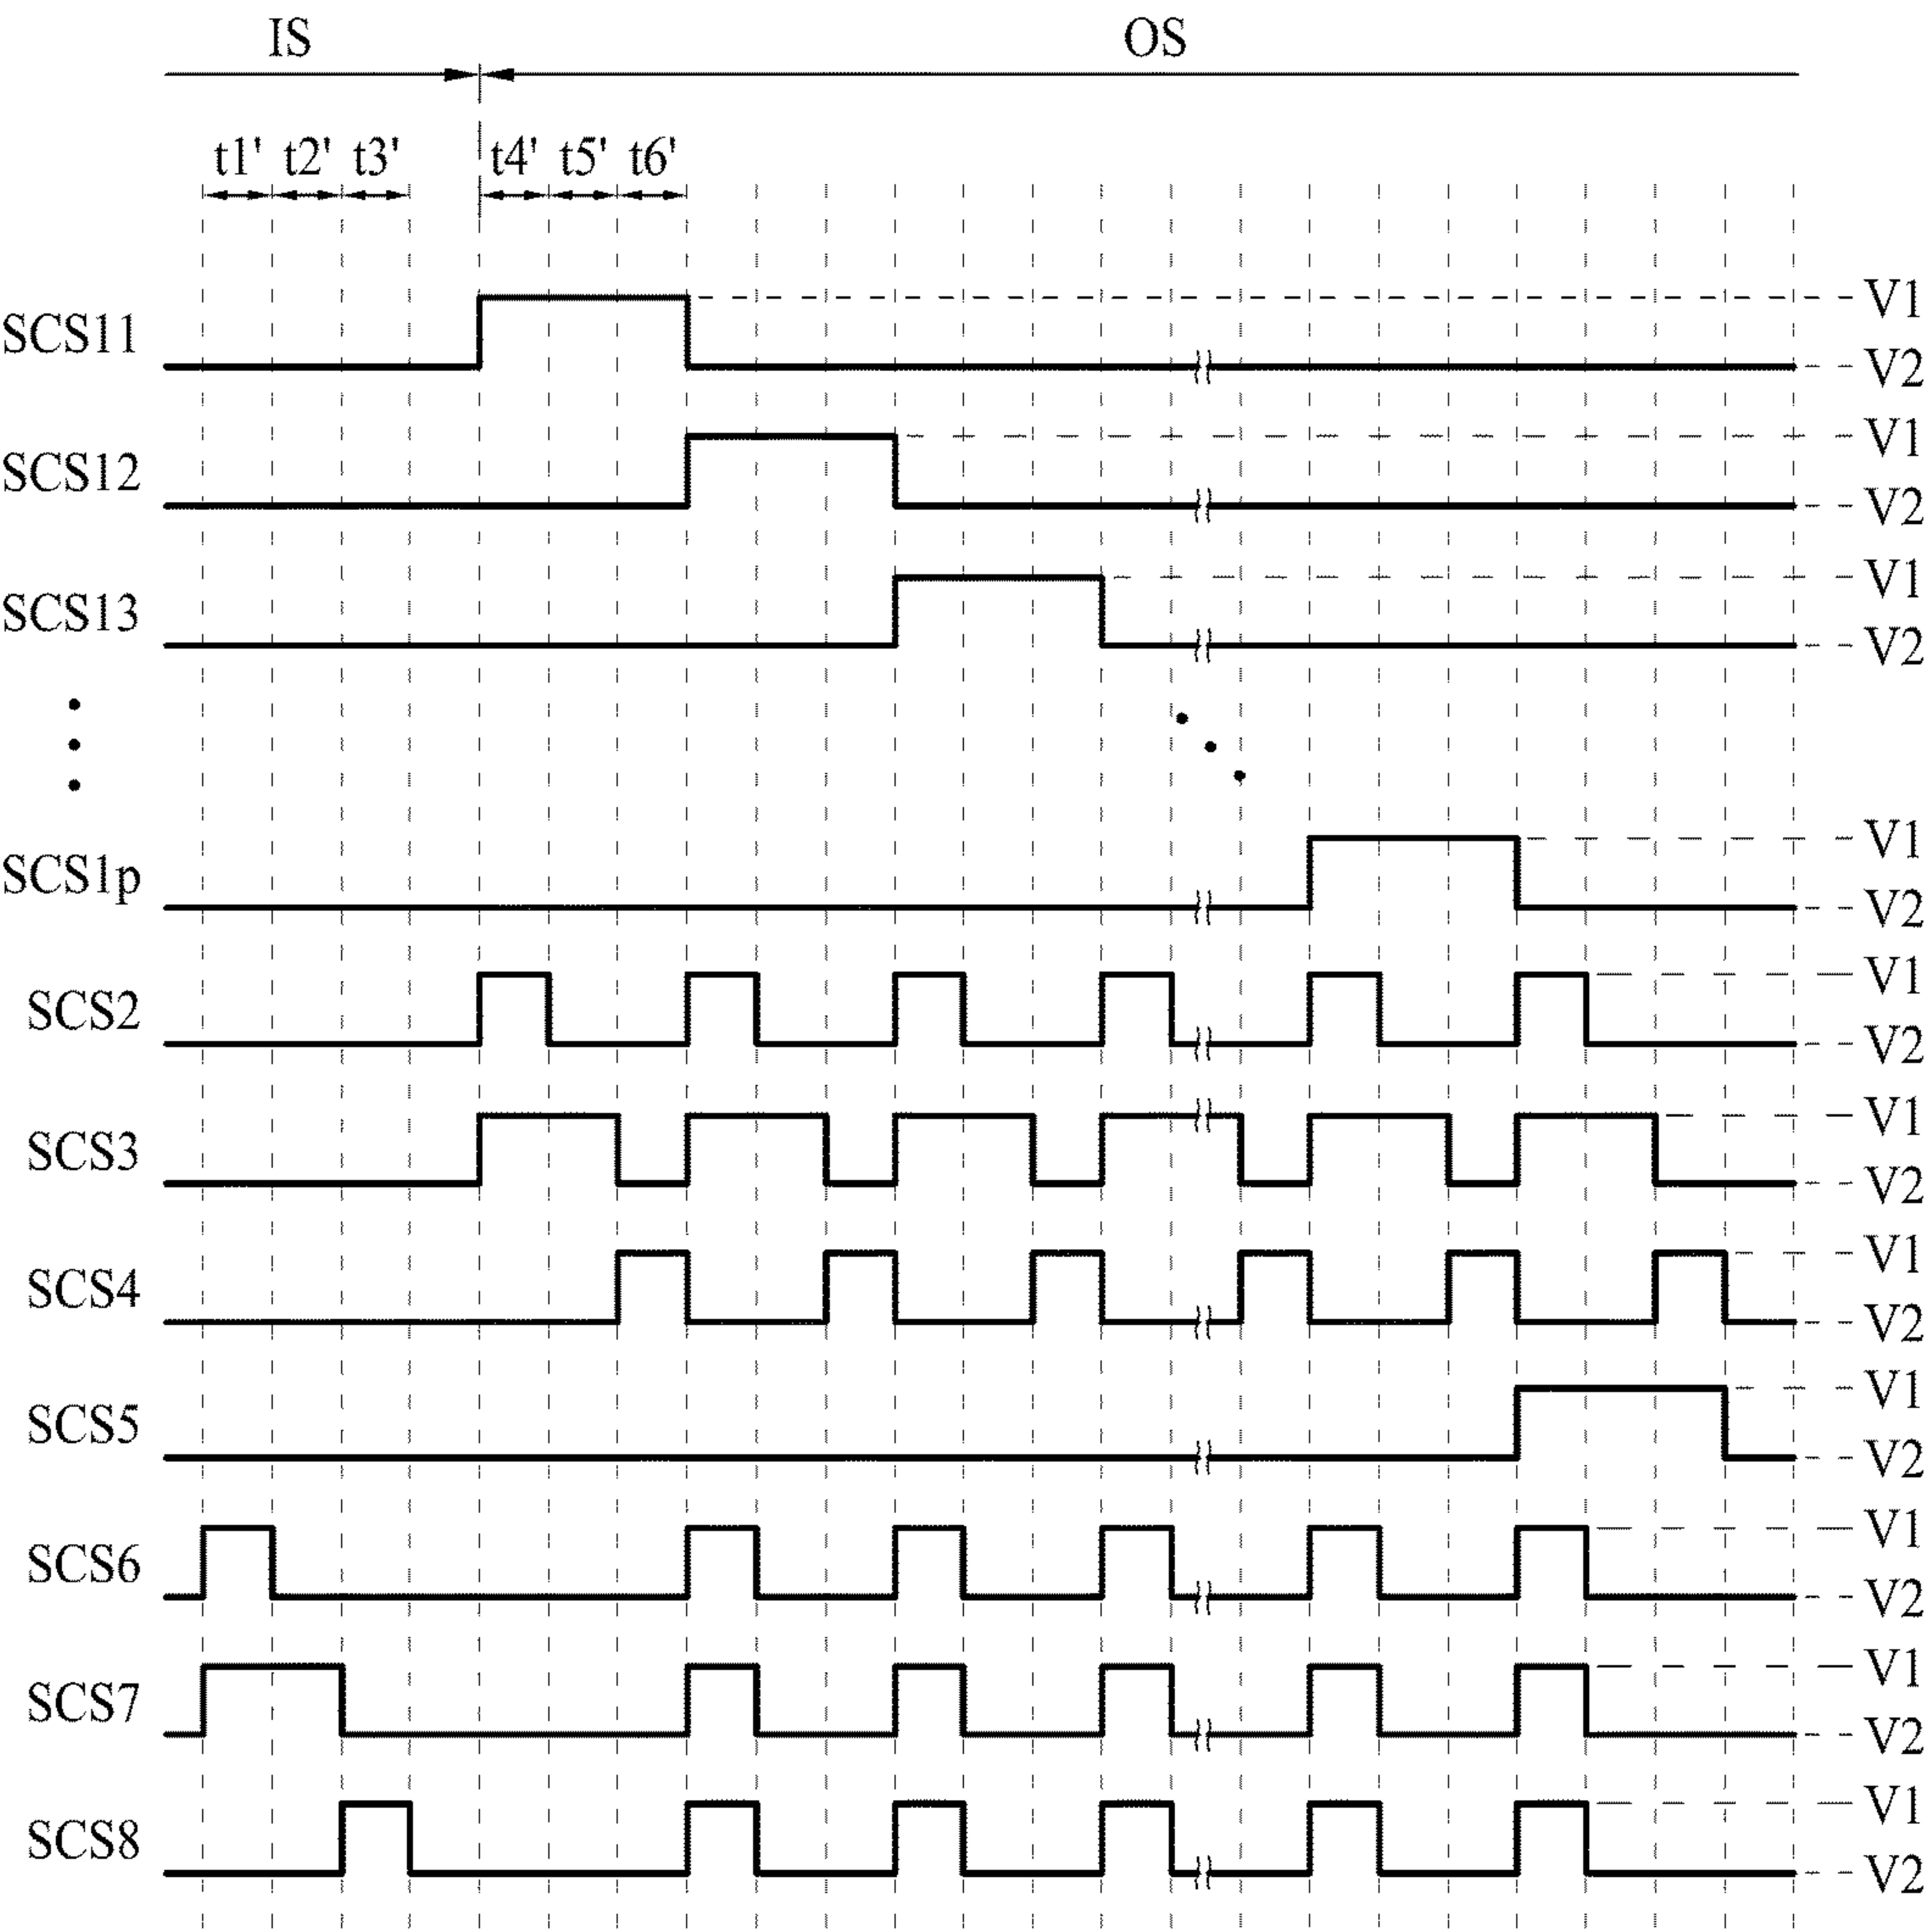 IS OS
t1' t2' t3' t4' t5' t6'
SCS11 V1
V2
SCS12 V1
V2
SCS13 V1
V2
SCS1p V1
V2
SCS2 V1
V2
SCS3 V1
V2
SCS4 V1
V2
SCS5 V1
V2
SCS6 V1
V2
SCS7 V1
V2
SCS8 V1
V2